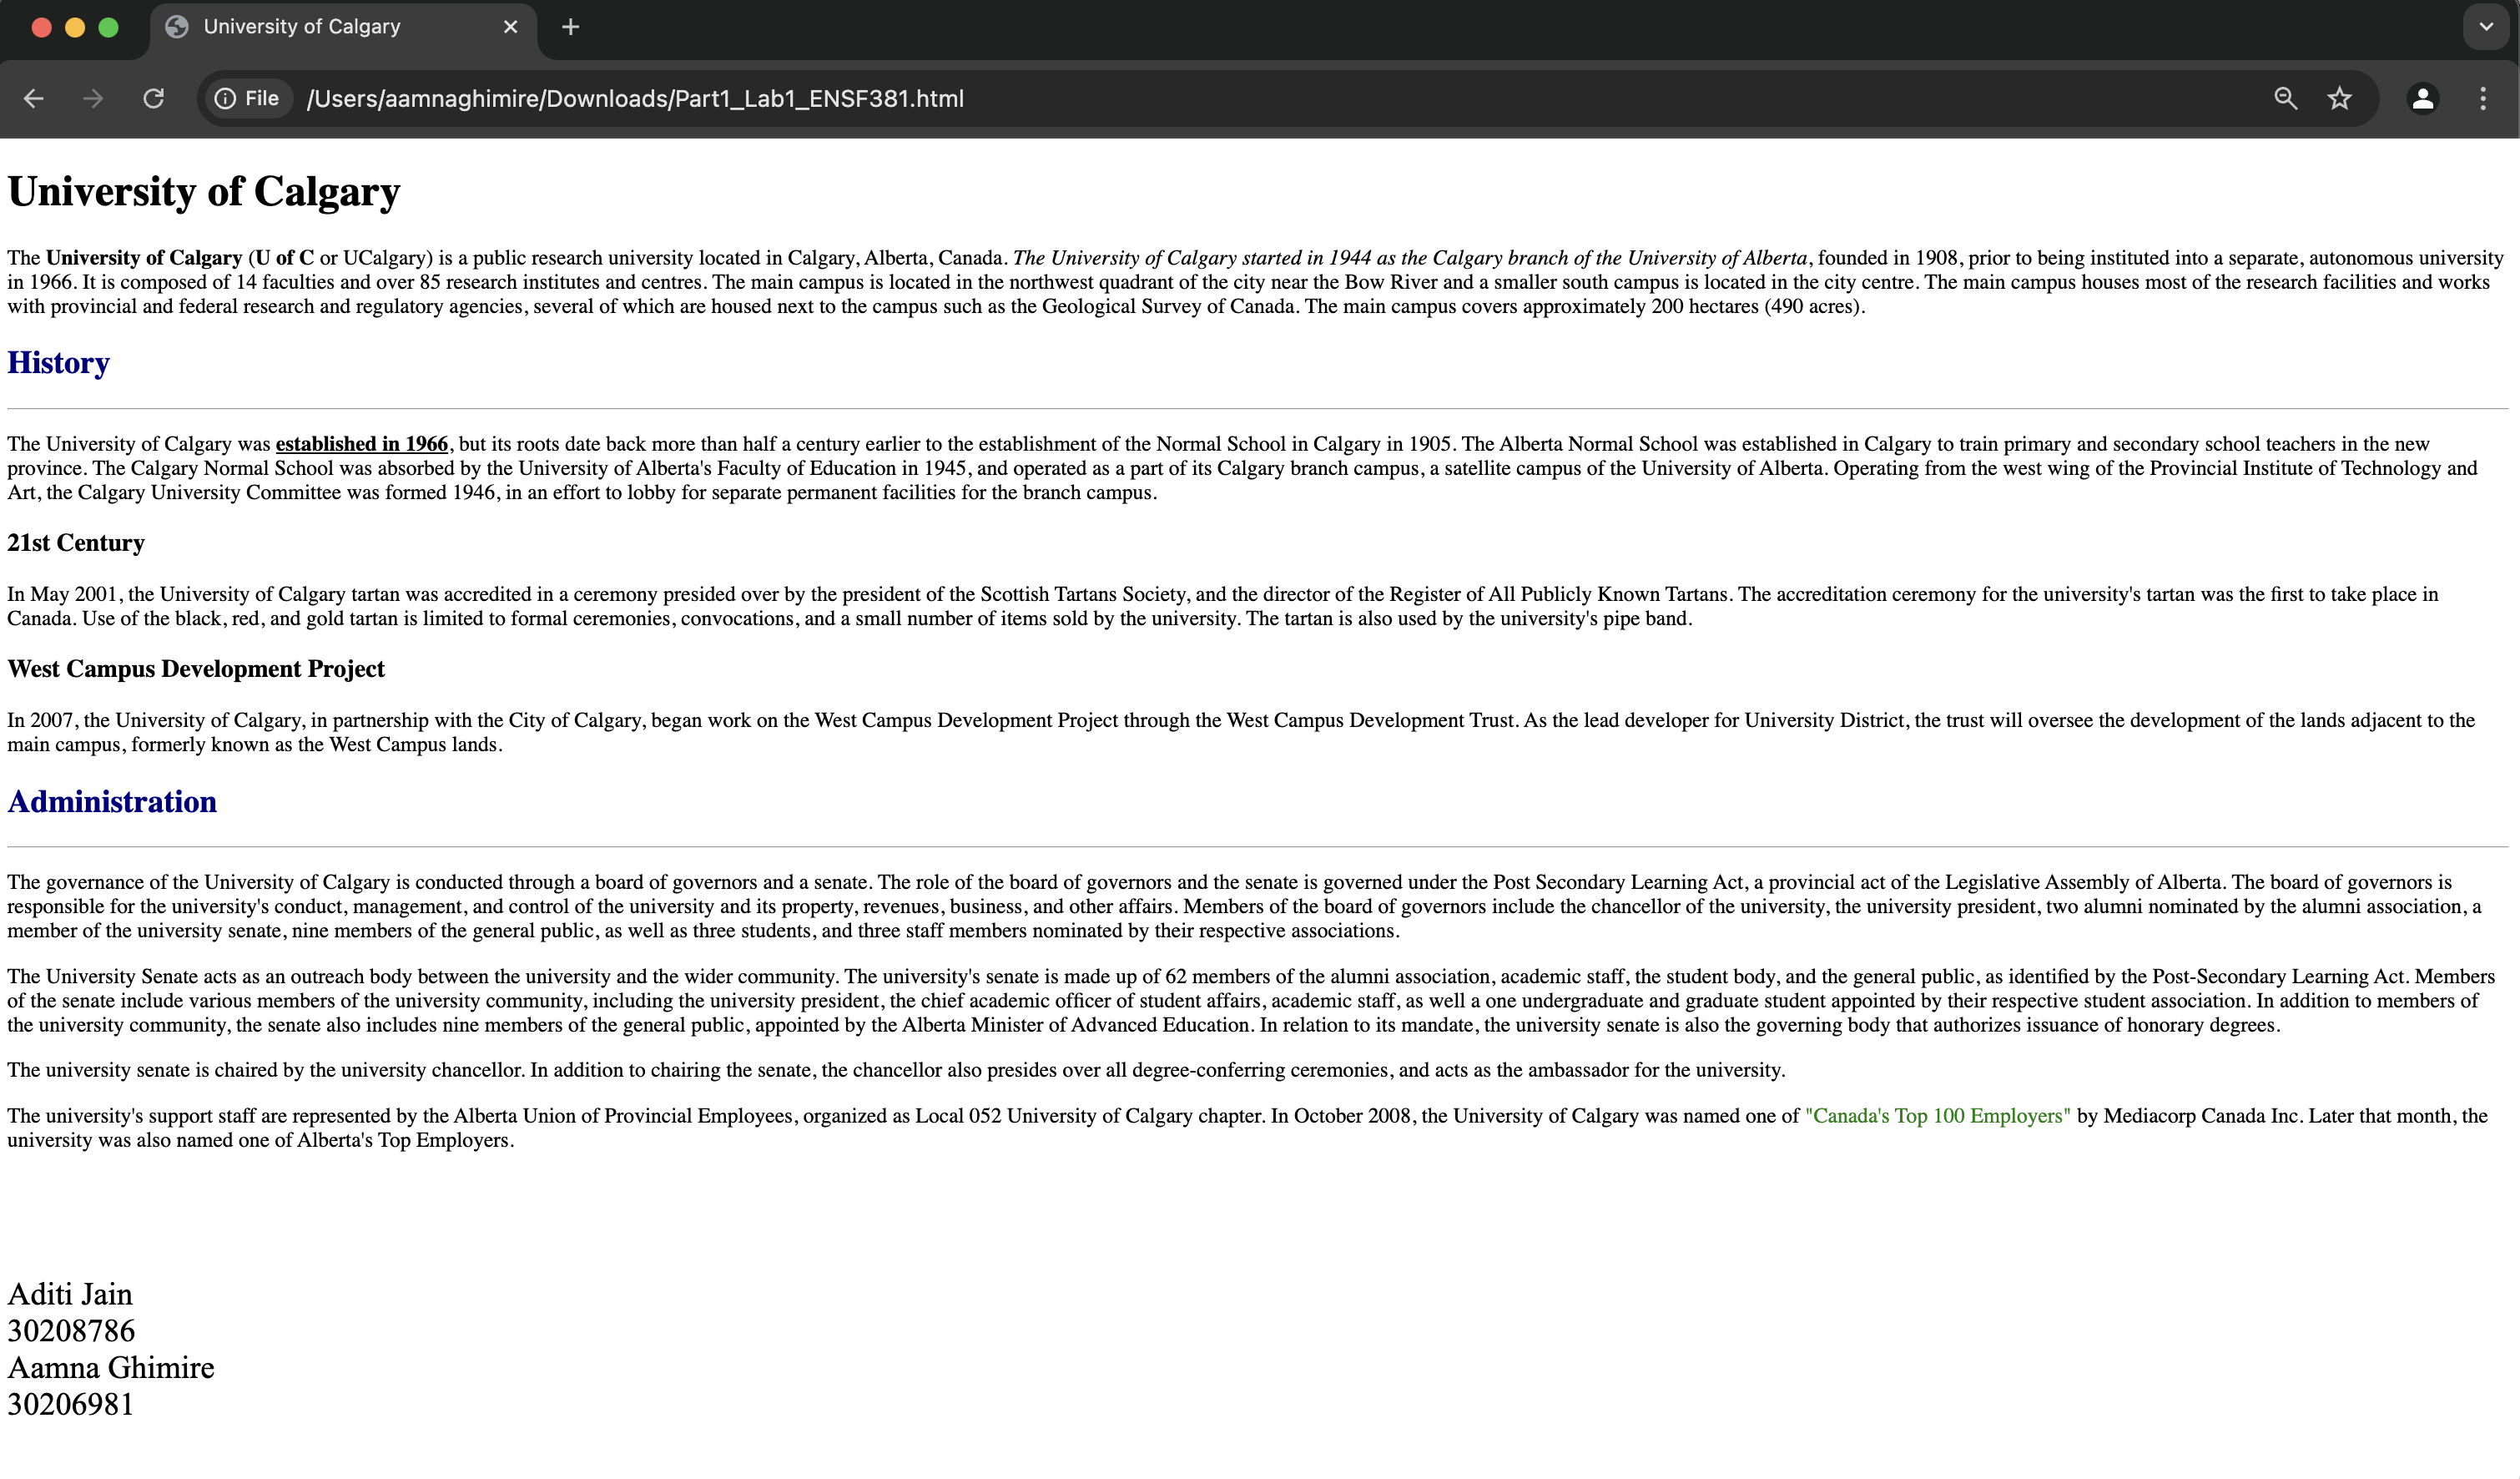 University of Calgary
File /Users/aamnaghimire/Downloads/Part1_Lab1_ENSF381.html
University of Calgary
The University of Calgary (U of C or UCalgary) is a public research university located in Calgary, Alberta, Canada. The University of Calgary started in 1944 as the Calgary branch of the University of Alberta, founded in 1908, prior to being instituted into a separate, autonomous university
in 1966. It is composed of 14 faculties and over 85 research institutes and centres. The main campus is located in the northwest quadrant of the city near the Bow River and a smaller south campus is located in the city centre. The main campus houses most of the research facilities and works
with provincial and federal research and regulatory agencies, several of which are housed next to the campus such as the Geological Survey of Canada. The main campus covers approximately 200 hectares (490 acres).
History
The University of Calgary was established in 1966, but its roots date back more than half a century earlier to the establishment of the Normal School in Calgary in 1905. The Alberta Normal School was established in Calgary to train primary and secondary school teachers in the new
province. The Calgary Normal School was absorbed by the University of Alberta's Faculty of Education in 1945, and operated as a part of its Calgary branch campus, a satellite campus of the University of Alberta. Operating from the west wing of the Provincial Institute of Technology and
Art, the Calgary University Committee was formed 1946, in an effort to lobby for separate permanent facilities for the branch campus.
21st Century
In May 2001, the University of Calgary tartan was accredited in a ceremony presided over by the president of the Scottish Tartans Society, and the director of the Register of All Publicly Known Tartans. The accreditation ceremony for the university's tartan was the first to take place in
Canada. Use of the black, red, and gold tartan is limited to formal ceremonies, convocations, and a small number of items sold by the university. The tartan is also used by the university's pipe band.
West Campus Development Project
In 2007, the University of Calgary, in partnership with the City of Calgary, began work on the West Campus Development Project through the West Campus Development Trust. As the lead developer for University District, the trust will oversee the development of the lands adjacent to the
main campus, formerly known as the West Campus lands.
Administration
The governance of the University of Calgary is conducted through a board of governors and a senate. The role of the board of governors and the senate is governed under the Post Secondary Learning Act, a provincial act of the Legislative Assembly of Alberta. The board of governors is
responsible for the university's conduct, management, and control of the university and its property, revenues, business, and other affairs. Members of the board of governors include the chancellor of the university, the university president, two alumni nominated by the alumni association, a
member of the university senate, nine members of the general public, as well as three students, and three staff members nominated by their respective associations.
The University Senate acts as an outreach body between the university and the wider community. The university's senate is made up of 62 members of the alumni association, academic staff, the student body, and the general public, as identified by the Post-Secondary Learning Act. Members
of the senate include various members of the university community, including the university president, the chief academic officer of student affairs, academic staff, as well a one undergraduate and graduate student appointed by their respective student association. In addition to members of
the university community, the senate also includes nine members of the general public, appointed by the Alberta Minister of Advanced Education. In relation to its mandate, the university senate is also the governing body that authorizes issuance of honorary degrees.
The university senate is chaired by the university chancellor. In addition to chairing the senate, the chancellor also presides over all degree-conferring ceremonies, and acts as the ambassador for the university.
The university's support staff are represented by the Alberta Union of Provincial Employees, organized as Local 052 University of Calgary chapter. In October 2008, the University of Calgary was named one of "Canada's Top 100 Employers" by Mediacorp Canada Inc. Later that month, the
university was also named one of Alberta's Top Employers.
Aditi Jain
30208786
Aamna Ghimire
30206981